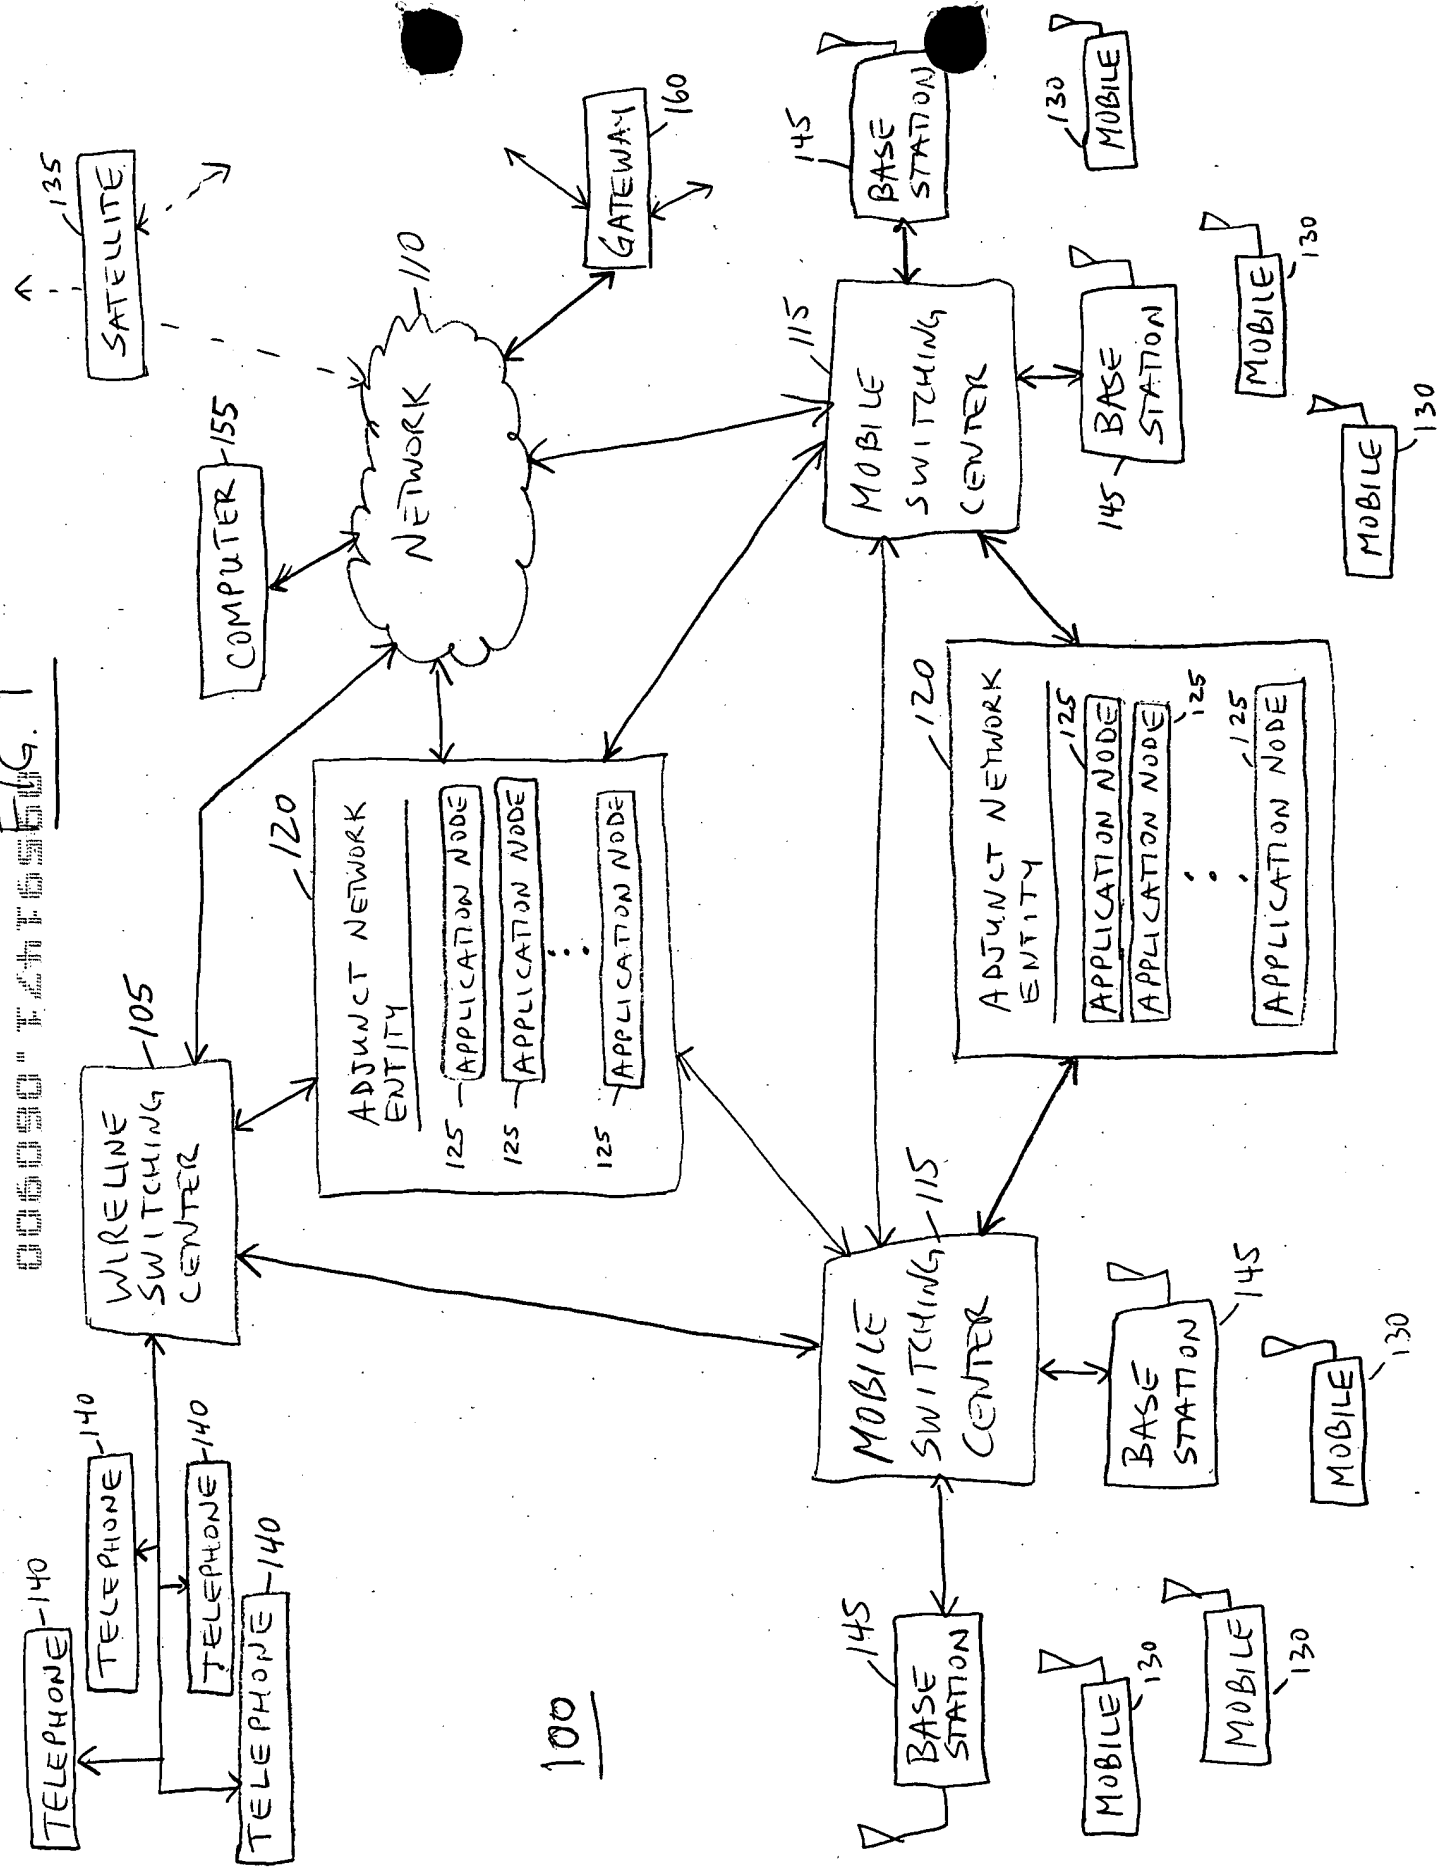 FIG. 1
TELEPHONE 140
TELEPHONE 140
TELEPHONE 140
TELEPHONE 140
WIRELINE
SWITCHING
CENTER
105
COMPUTER 155
SATELLITE
135
NETWORK
110
GATEWAY
160
120
ADJUNCT NETWORK
ENTITY
125 APPLICATION NODE
125 APPLICATION NODE
125 APPLICATION NODE
100
145
BASE
STATION
MOBILE
SWITCHING
CENTER
115
MOBILE
SWITCHING
CENTER
115
145
BASE
STATION
120
ADJUNCT NETWORK
ENTITY
125
APPLICATION NODE
APPLICATION NODE
125
125
APPLICATION NODE
BASE
STATION
145
BASE
STATION
145
MOBILE
130
MOBILE
130
MOBILE
130
MOBILE
130
MOBILE
130
MOBILE
130